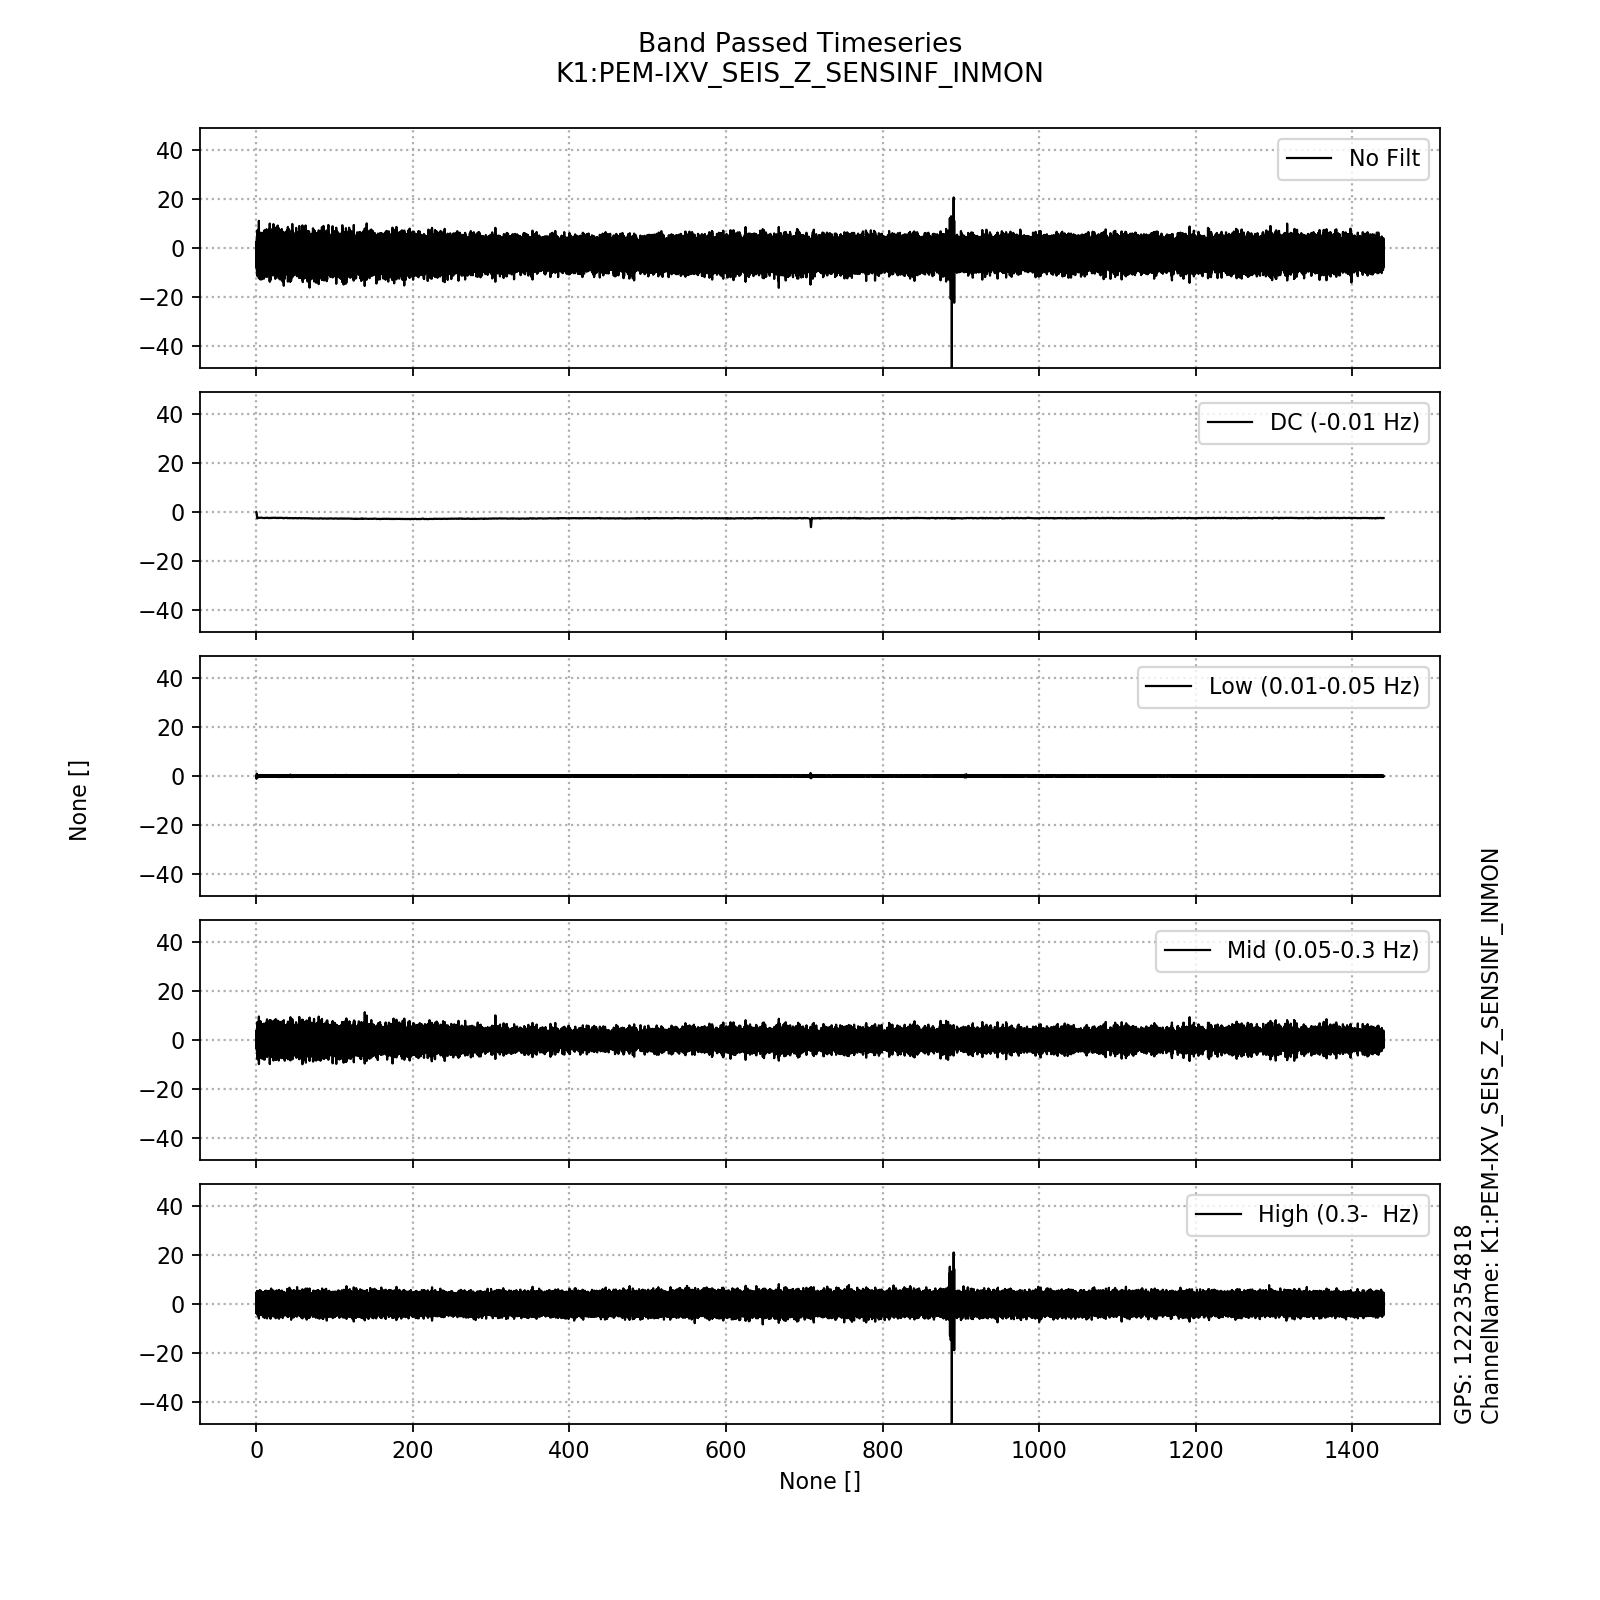 Band Passed Timeseries
K1:PEM-IXV_SEIS_Z_SENSINF_INMON
40
20
0
−20
−40
No Filt
40
20
0
−20
−40
DC (-0.01 Hz)
40
20
0
−20
−40
Low (0.01-0.05 Hz)
None []
40
20
0
−20
−40
Mid (0.05-0.3 Hz)
40
20
0
−20
−40
High (0.3-  Hz)
0 200 400 600 800 1000 1200 1400
None []
GPS: 1222354818
ChannelName: K1:PEM-IXV_SEIS_Z_SENSINF_INMON